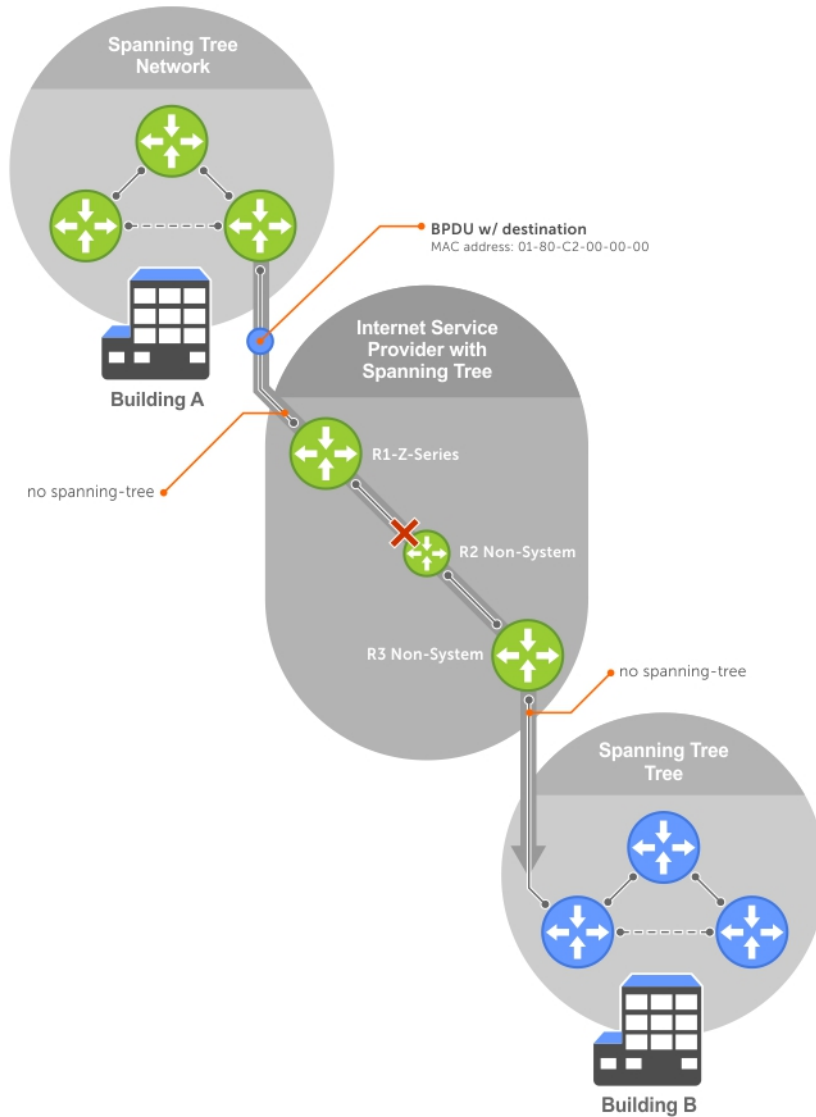 Spanning Tree
Network
BPDU w/ destination
MAC address: 01-80-C2-00-00-00
Building A
Internet Service
Provider with
Spanning Tree
R1-Z-Series
no spanning-tree
R2 Non-System
R3 Non-System
no spanning-tree
Spanning Tree
Tree
Building B